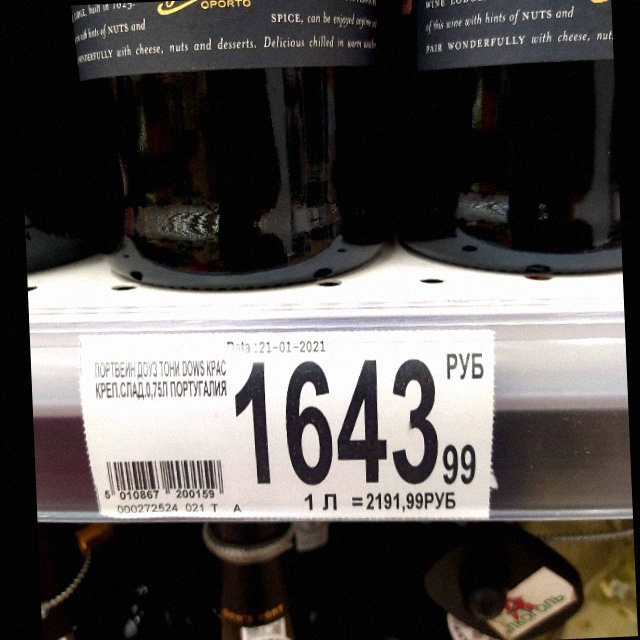 OPORTO
SPICE, can be enjoyed
with hints of NUTS and
WONDERFULLY with cheese, nuts and desserts. Delicious chilled in warm
of this wine with hints of NUTS and
PAIR WONDERFULLY with cheese, nut
Data :21-01-2021
ПОРТВЕЙН ДОУЗ ТОНИ DOWS КРАС
КРЕП.СЛАД.0,75Л ПОРТУГАЛИЯ
1643 99 РУБ
5 010867 200159
000272524 021 Т А
1 Л =2191,99РУБ